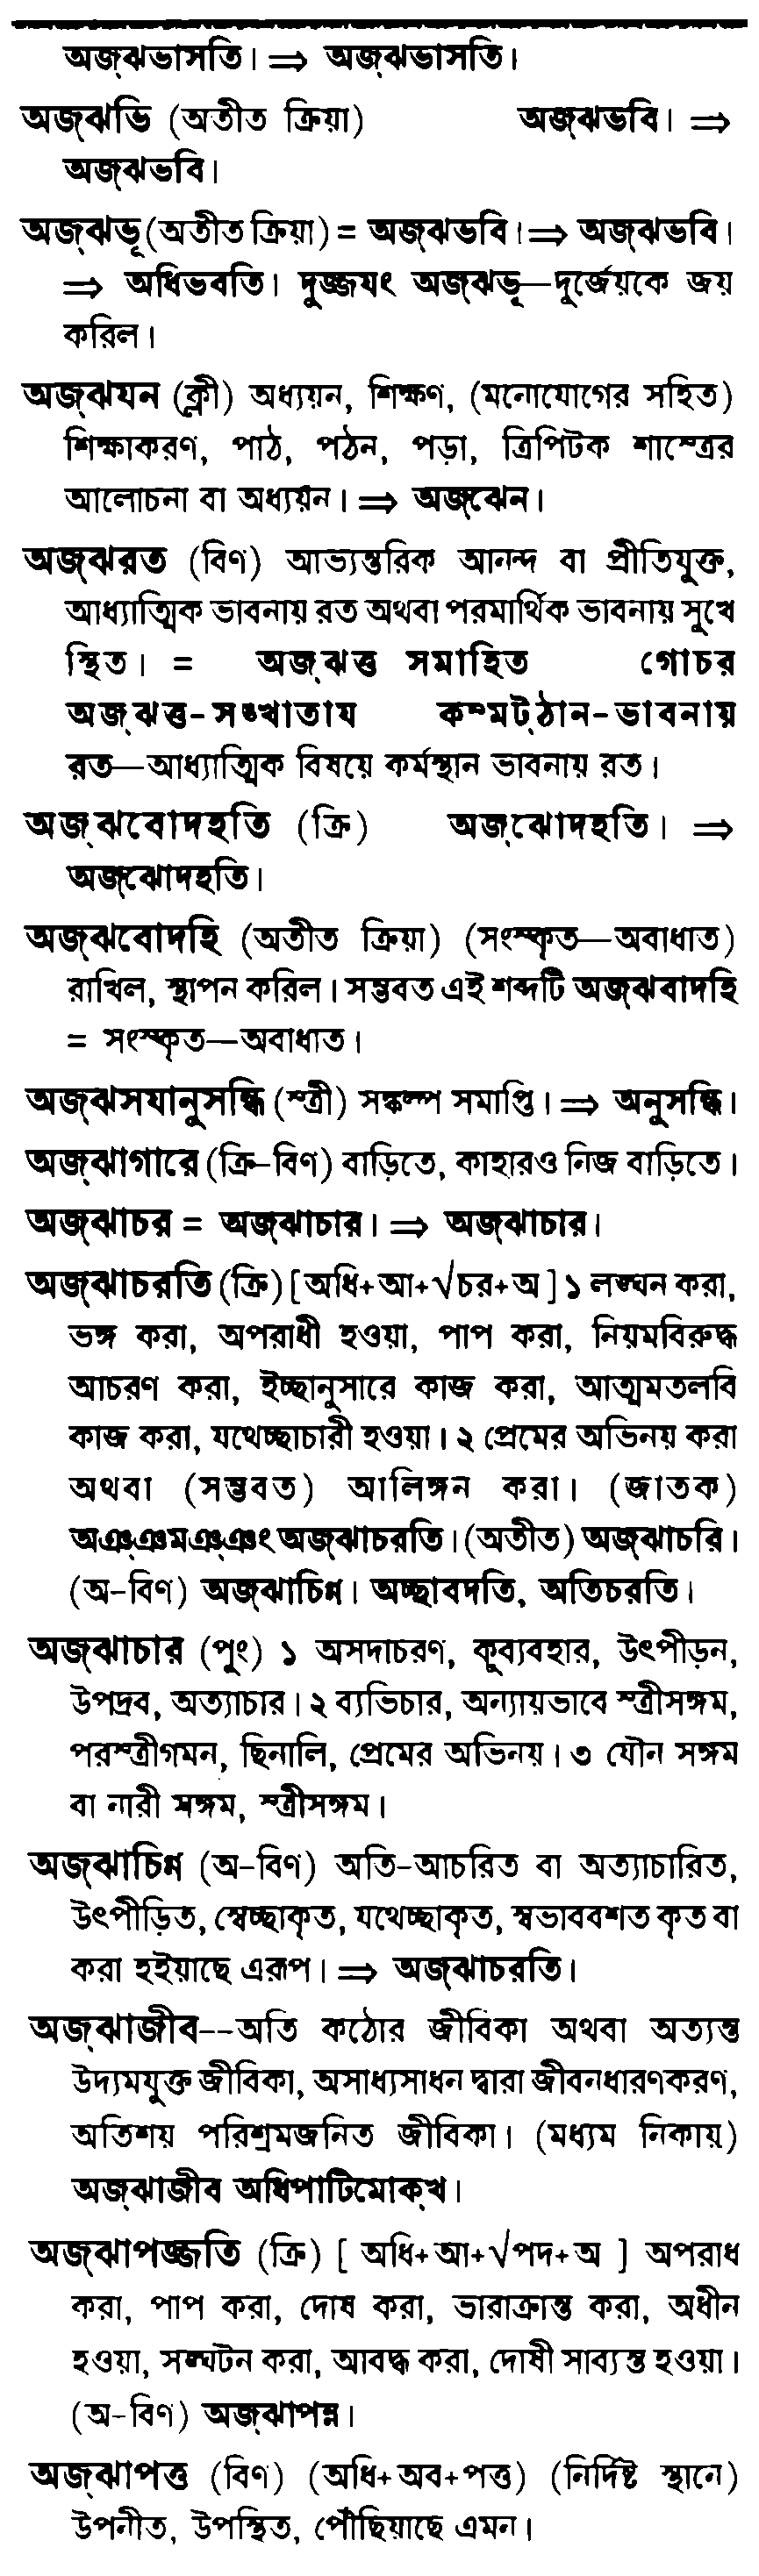 অজ্ঝভাসতি। ⇒ অজ্ঝভাসতি।
অজ্ঝভি (অতীত ক্রিয়া) অজ্ঝভবি। ⇒
অজ্ঝভবি।
অজ্ঝভূ (অতীত ক্রিয়া) = অজ্ঝভবি। ⇒ অজ্ঝভবি।
⇒ অধিভবতি। দুজ্জযং অজ্ঝভূ—দুর্জেয়কে জয়
করিল।
অজ্ঝযন (ক্লী) অধ্যয়ন, শিক্ষণ, (মনোযোগের সহিত)
শিক্ষাকরণ, পাঠ, পঠন, পড়া, ত্রিপিটক শাস্ত্রের
আলোচনা বা অধ্যয়ন। ⇒ অজ্ঝেন।
অজ্ঝরত (বিণ) আভ্যন্তরিক আনন্দ বা প্রীতিযুক্ত,
আধ্যাত্মিক ভাবনায় রত অথবা পরমার্থিক ভাবনায় সুখে
স্থিত। = অজ্ঝত্ত সমাহিত গোচর
অজ্ঝত্ত-সঙ্খাতায কম্মট্ঠান-ভাবনায়
রত—আধ্যাত্মিক বিষয়ে কর্মস্থান ভাবনায় রত।
অজ্ঝবোদহতি (ক্রি) অজ্ঝোদহতি। ⇒
অজ্ঝোদহতি।
অজ্ঝবোদহি (অতীত ক্রিয়া) (সংস্কৃত—অবাধাত)
রাখিল, স্থাপন করিল। সম্ভবত এই শব্দটি অজ্ঝবাদহি
= সংস্কৃত—অবাধাত।
অজ্ঝসযানুসন্ধি (স্ত্রী) সঙ্কল্প সমাপ্তি। ⇒ অনুসন্ধি।
অজ্ঝাগারে (ক্রি-বিণ) বাড়িতে, কাহারও নিজ বাড়িতে।
অজ্ঝাচর = অজ্ঝাচার। ⇒ অজ্ঝাচার।
অজ্ঝাচরতি (ক্রি) [অধি+আ+√চর+অ] ১ লঙ্ঘন করা,
ভঙ্গ করা, অপরাধী হওয়া, পাপ করা, নিয়মবিরুদ্ধ
আচরণ করা, ইচ্ছানুসারে কাজ করা, আত্মমতলবি
কাজ করা, যথেচ্ছাচারী হওয়া। ২ প্রেমের অভিনয় করা
অথবা (সম্ভবত) আলিঙ্গন করা। (জাতক)
অঞ্ঞমঞ্ঞং অজ্ঝাচরতি। (অতীত) অজ্ঝাচরি।
(অ-বিণ) অজ্ঝাচিণ্ণ। অচ্ছাবদতি, অতিচরতি।
অজ্ঝাচার (পুং) ১ অসদাচরণ, কুব্যবহার, উৎপীড়ন,
উপদ্রব, অত্যাচার। ২ ব্যভিচার, অন্যায়ভাবে স্ত্রীসঙ্গম,
পরস্ত্রীগমন, ছিনালি, প্রেমের অভিনয়। ৩ যৌন সঙ্গম
বা নারী সঙ্গম, স্ত্রীসঙ্গম।
অজ্ঝাচিণ্ণ (অ-বিণ) অতি-আচরিত বা অত্যাচারিত,
উৎপীড়িত, স্বেচ্ছাকৃত, যথেচ্ছাকৃত, স্বভাববশত কৃত বা
করা হইয়াছে এরূপ। ⇒ অজ্ঝাচরতি।
অজ্ঝাজীব--অতি কঠোর জীবিকা অথবা অত্যন্ত
উদ্যমযুক্ত জীবিকা, অসাধ্যসাধন দ্বারা জীবনধারণকরণ,
অতিশয় পরিশ্রমজনিত জীবিকা। (মধ্যম নিকায়)
অজ্ঝাজীব অধিপাটিমোক্খ।
অজ্ঝাপজ্জতি (ক্রি) [ অধি+আ+√পদ+অ ] অপরাধ
করা, পাপ করা, দোষ করা, ভারাক্রান্ত করা, অধীন
হওয়া, সঙ্ঘটন করা, আবদ্ধ করা, দোষী সাব্যস্ত হওয়া।
(অ-বিণ) অজ্ঝাপন্ন।
অজ্ঝাপত্ত (বিণ) (অধি+অব+পত্ত) (নির্দিষ্ট স্থানে)
উপনীত, উপস্থিত, পৌঁছিয়াছে এমন।